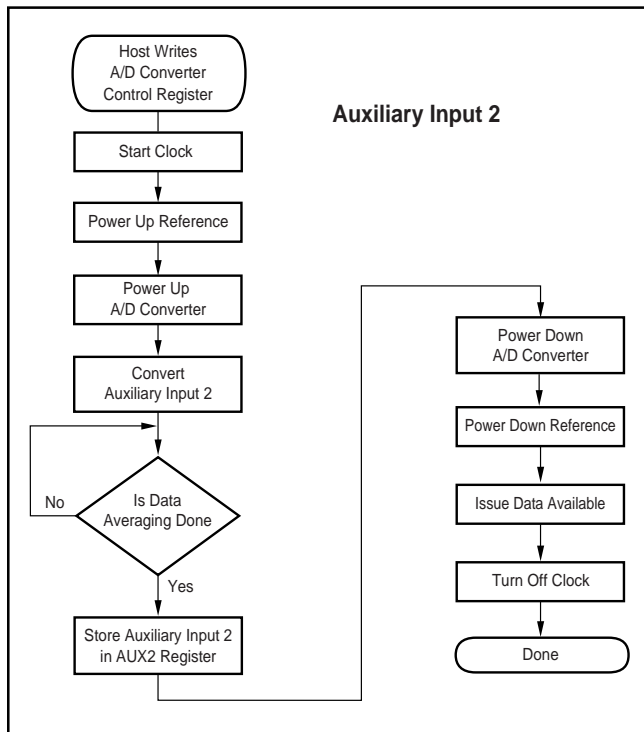 Auxiliary Input 2
Host Writes
A/D Converter
Control Register
Start Clock
Power Up Reference
Power Up
A/D Converter
Convert
Auxiliary Input 2
Is Data
Averaging Done
No
Yes
Store Auxiliary Input 2
in AUX2 Register
Power Down
A/D Converter
Power Down Reference
Issue Data Available
Turn Off Clock
Done